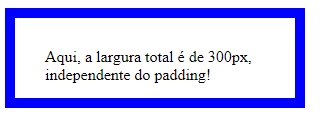 Aqui, a largura total é de 300px,
independente do padding!